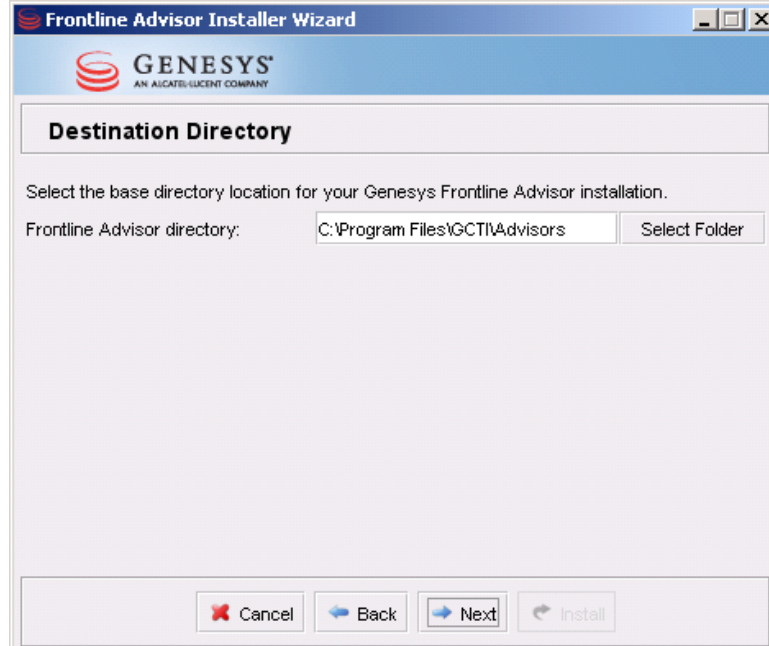 Frontline Advisor Installer Wizard
GENESYS
AN ALCATEL-LUCENT COMPANY
Destination Directory
Select the base directory location for your Genesys Frontline Advisor installation.
Frontline Advisor directory: C:\Program Files\GCTI\Advisors Select Folder
Cancel Back Next Install